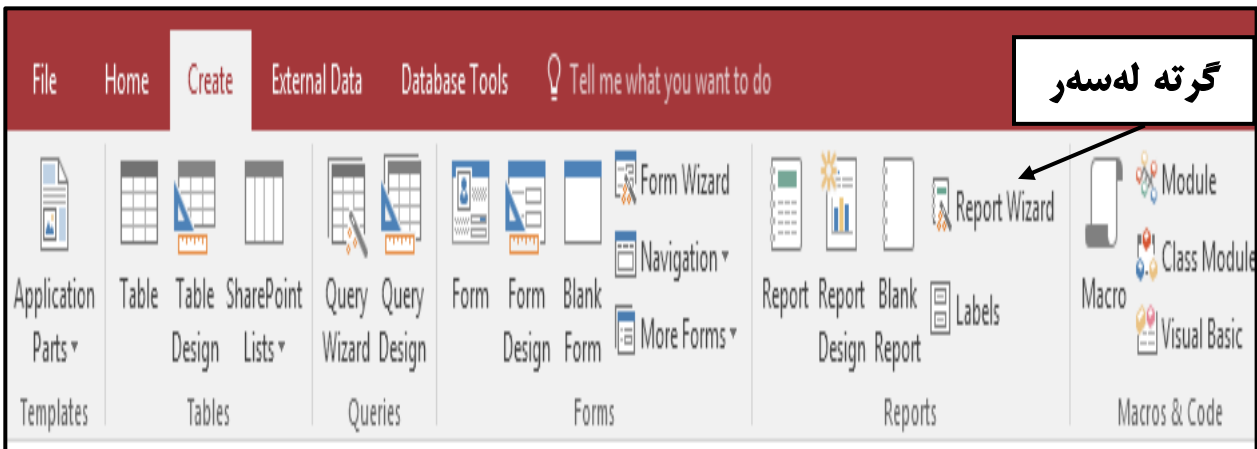 File Home Create External Data Database Tools Tell me what you want to do
گرته لەسەر
Application Parts
Table
Table Design
SharePoint Lists
Query Wizard
Query Design
Form
Form Design
Blank Form
Form Wizard
Navigation
More Forms
Report
Report Design
Blank Report
Report Wizard
Labels
Macro
Module
Class Module
Visual Basic
Templates Tables Queries Forms Reports Macros & Code